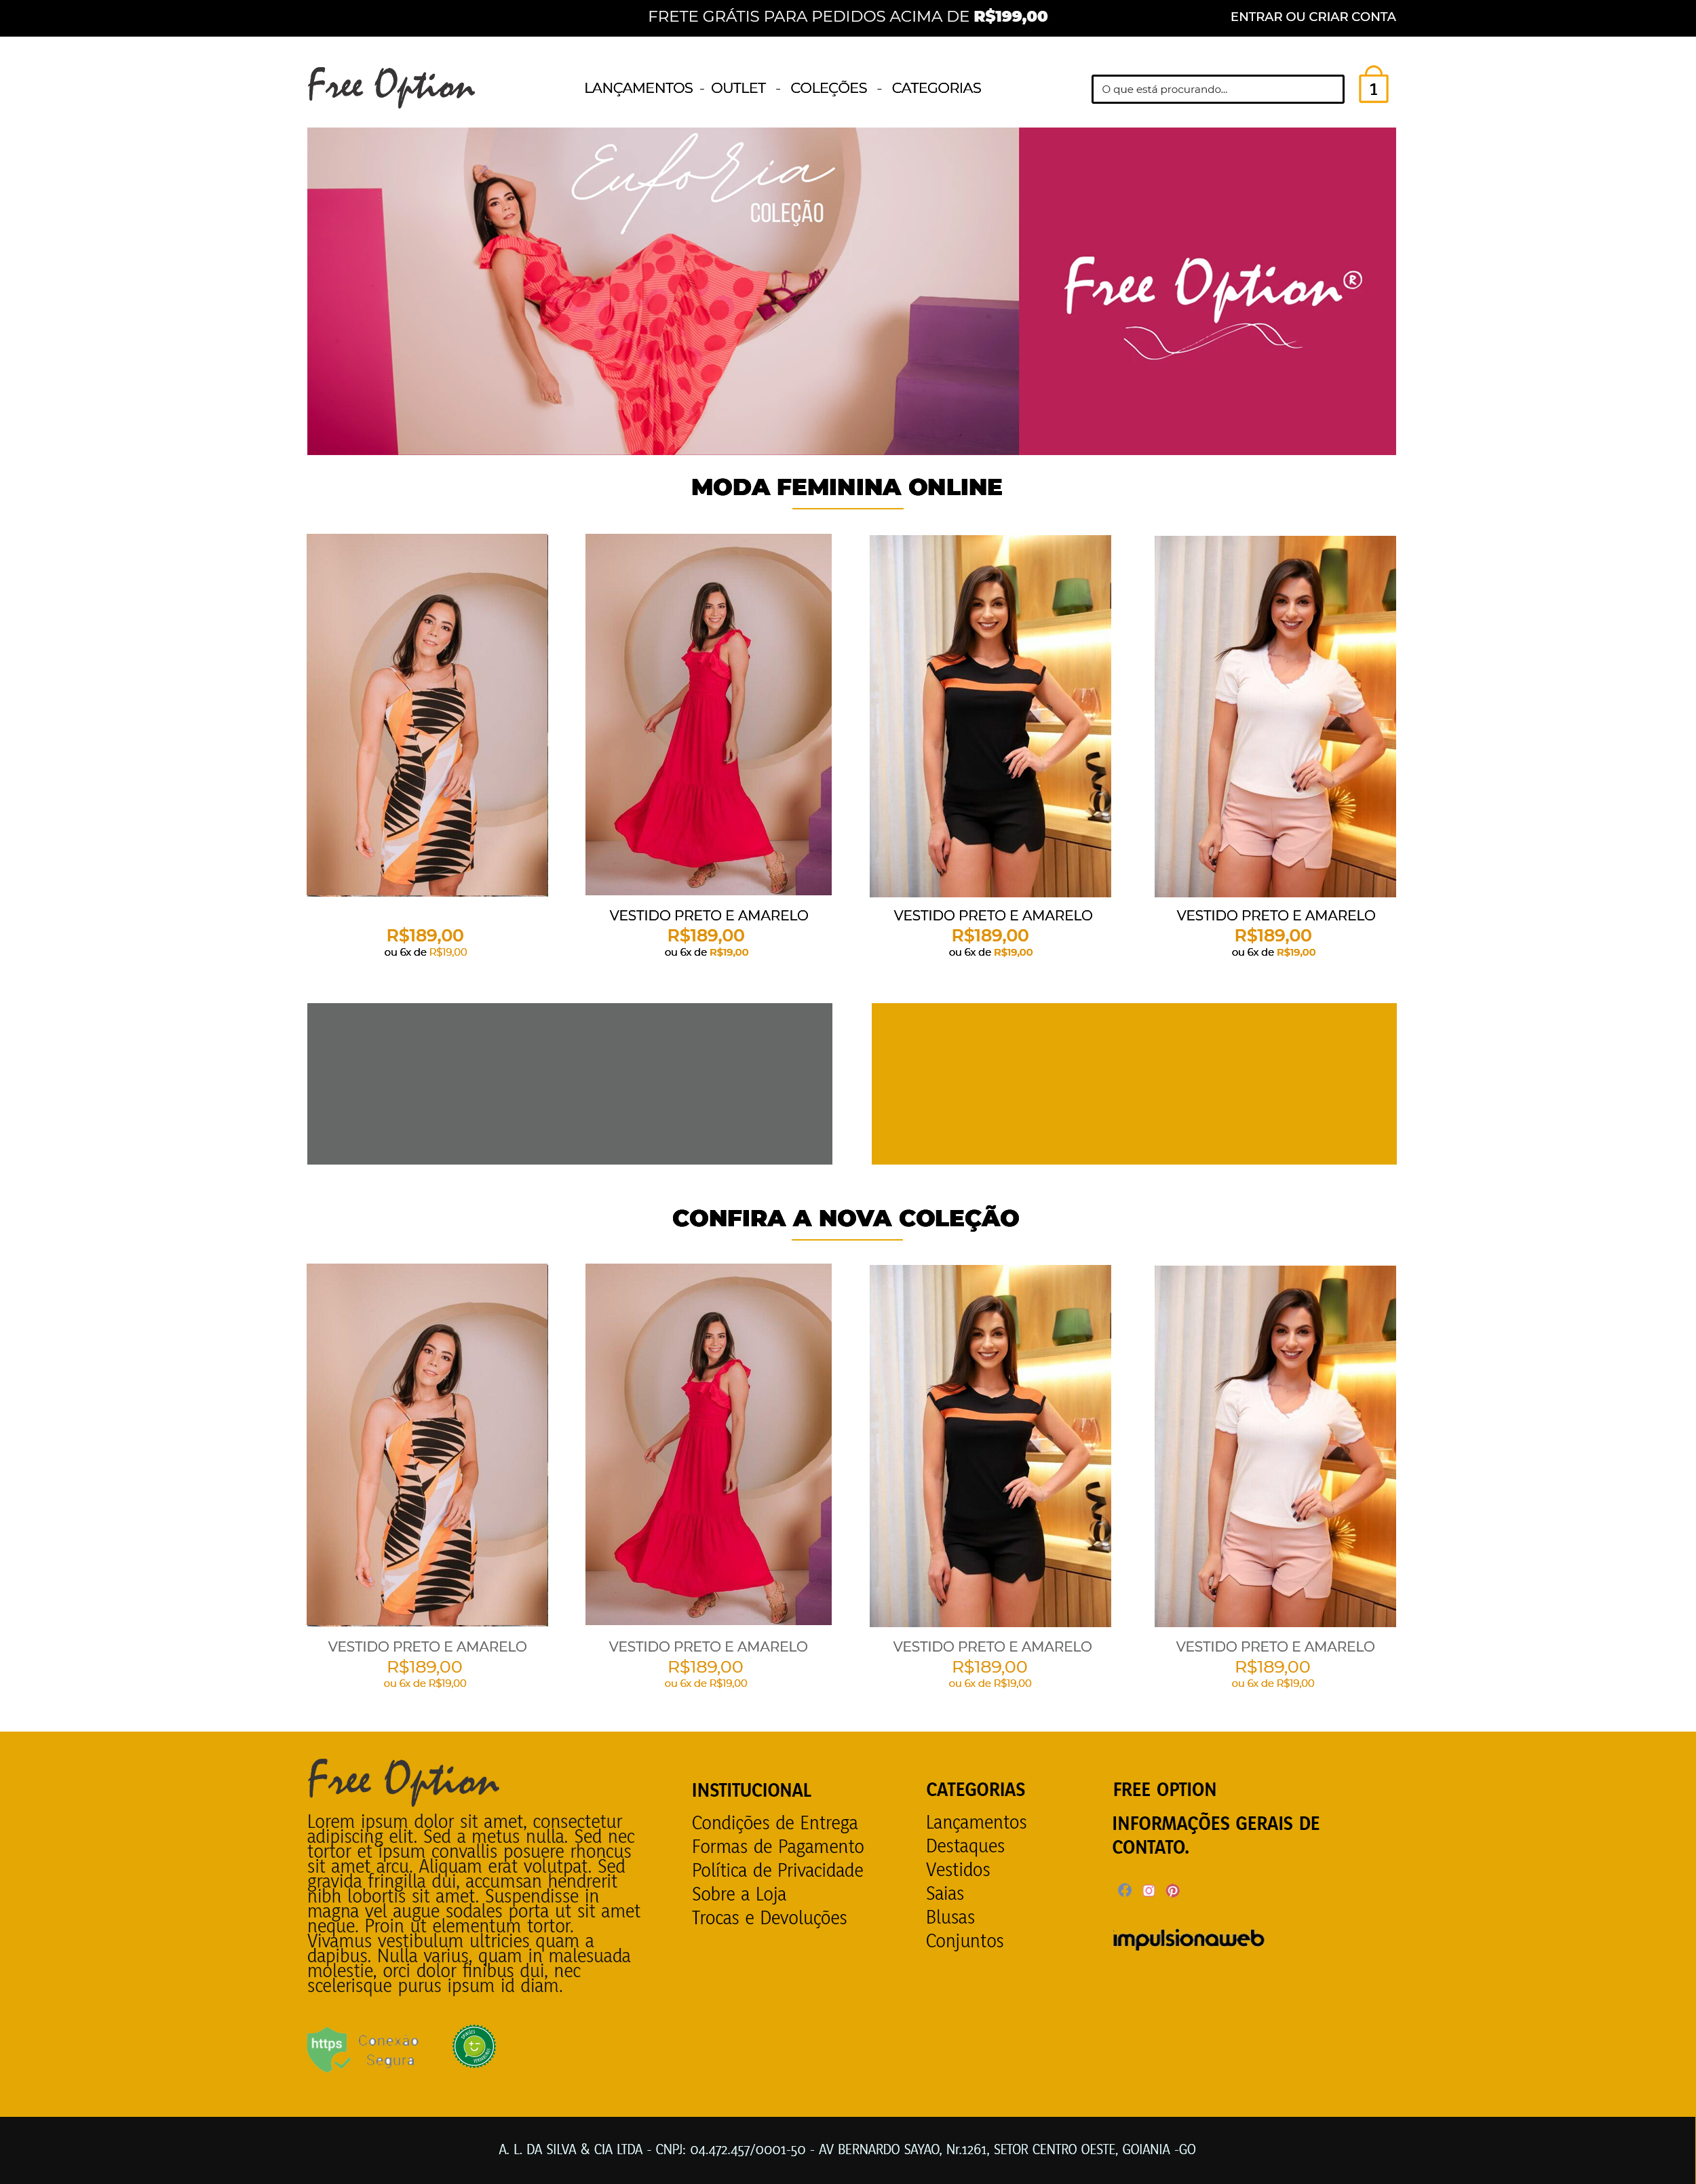 FRETE GRÁTIS PARA PEDIDOS ACIMA DE R$199,00
ENTRAR OU CRIAR CONTA
Free Option
LANÇAMENTOS - OUTLET - COLEÇÕES - CATEGORIAS
O que está procurando...
1
Euforia
COLEÇÃO
Free Option®
MODA FEMININA ONLINE
R$189,00
ou 6x de R$19,00
VESTIDO PRETO E AMARELO
R$189,00
ou 6x de R$19,00
VESTIDO PRETO E AMARELO
R$189,00
ou 6x de R$19,00
VESTIDO PRETO E AMARELO
R$189,00
ou 6x de R$19,00
CONFIRA A NOVA COLEÇÃO
VESTIDO PRETO E AMARELO
R$189,00
ou 6x de R$19,00
VESTIDO PRETO E AMARELO
R$189,00
ou 6x de R$19,00
VESTIDO PRETO E AMARELO
R$189,00
ou 6x de R$19,00
VESTIDO PRETO E AMARELO
R$189,00
ou 6x de R$19,00
Free Option
Lorem ipsum dolor sit amet, consectetur
adipiscing elit. Sed a metus nulla. Sed nec
tortor et ipsum convallis posuere rhoncus
sit amet arcu. Aliquam erat volutpat. Sed
gravida fringilla dui, accumsan hendrerit
nibh lobortis sit amet. Suspendisse in
magna vel augue sodales porta ut sit amet
neque. Proin ut elementum tortor.
Vivamus vestibulum ultricies quam a
dapibus. Nulla varius, quam in malesuada
molestie, orci dolor finibus dui, nec
scelerisque purus ipsum id diam.
https
Conexão
Segura
INSTITUCIONAL
Condições de Entrega
Formas de Pagamento
Política de Privacidade
Sobre a Loja
Trocas e Devoluções
CATEGORIAS
Lançamentos
Destaques
Vestidos
Saias
Blusas
Conjuntos
FREE OPTION
INFORMAÇÕES GERAIS DE
CONTATO.
impulsionaweb
A. L. DA SILVA & CIA LTDA - CNPJ: 04.472.457/0001-50 - AV BERNARDO SAYAO, Nr.1261, SETOR CENTRO OESTE, GOIANIA -GO